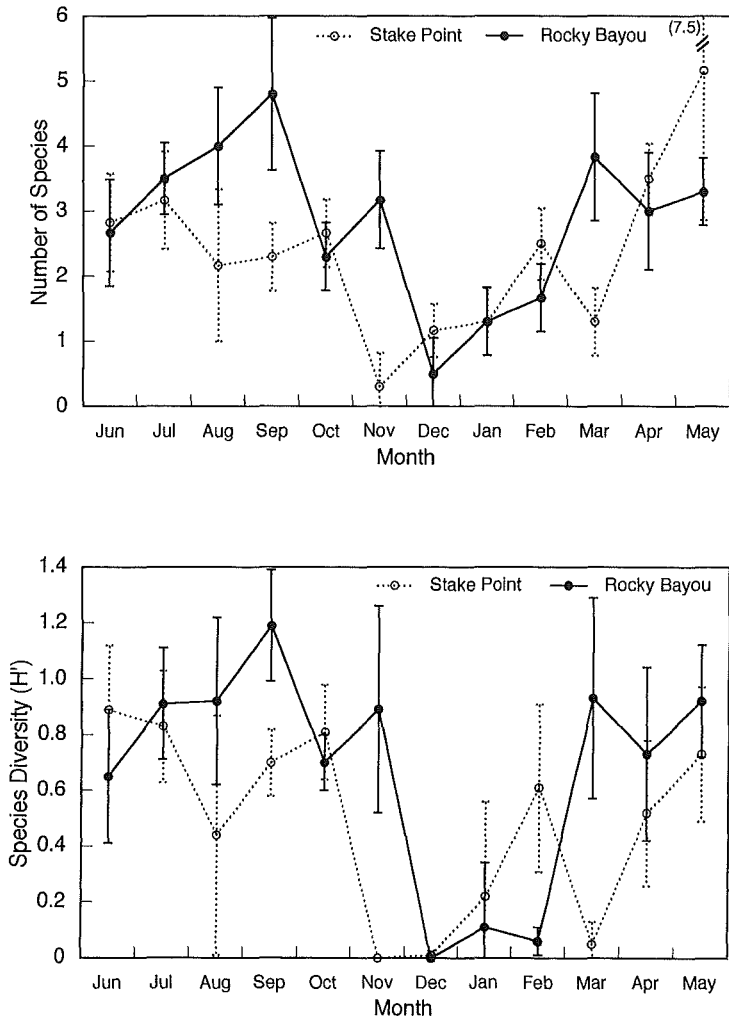 6
5
4
3
2
1
0
Number of Species
Stake Point Rocky Bayou
(7.5)
Jun Jul Aug Sep Oct Nov Dec Jan Feb Mar Apr May
Month
1.4
1.2
1.0
0.8
0.6
0.4
0.2
0
Species Diversity (H')
Stake Point Rocky Bayou
Jun Jul Aug Sep Oct Nov Dec Jan Feb Mar Apr May
Month